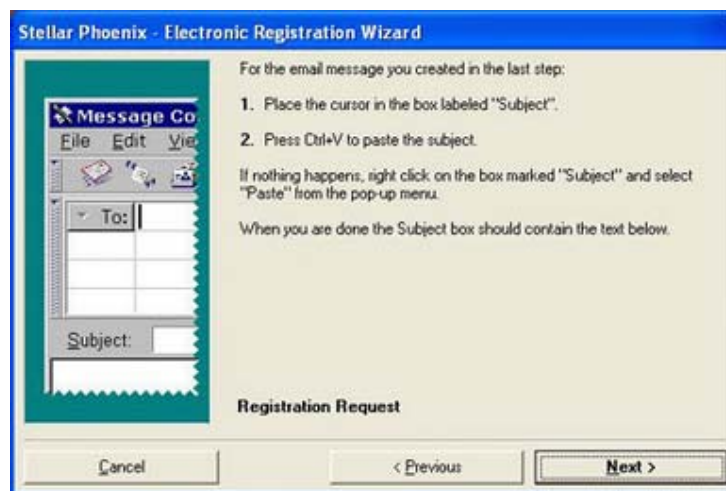 Stellar Phoenix - Electronic Registration Wizard
For the email message you created in the last step:
1. Place the cursor in the box labeled "Subject".
2. Press Ctrl+V to paste the subject.
If nothing happens, right click on the box marked "Subject" and select
"Paste" from the pop-up menu.
When you are done the Subject box should contain the text below.
Message Co
File Edit Vie
To:
Subject:
Registration Request
Cancel
< Previous
Next >